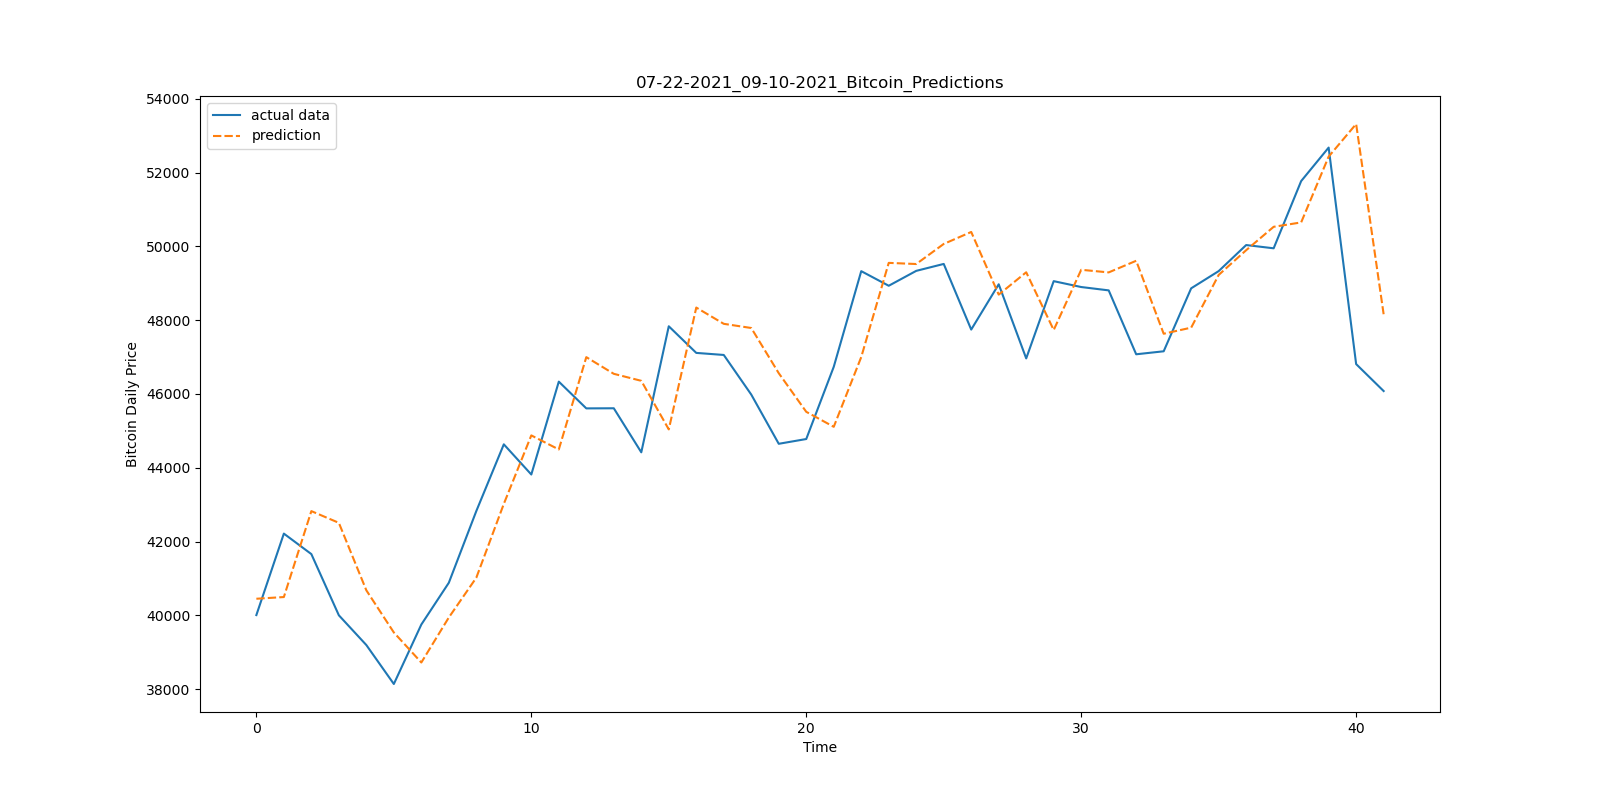 07-22-2021_09-10-2021_Bitcoin_Predictions
actual data
prediction
Bitcoin Daily Price
54000
52000
50000
48000
46000
44000
42000
40000
38000
0 10 20 30 40
Time